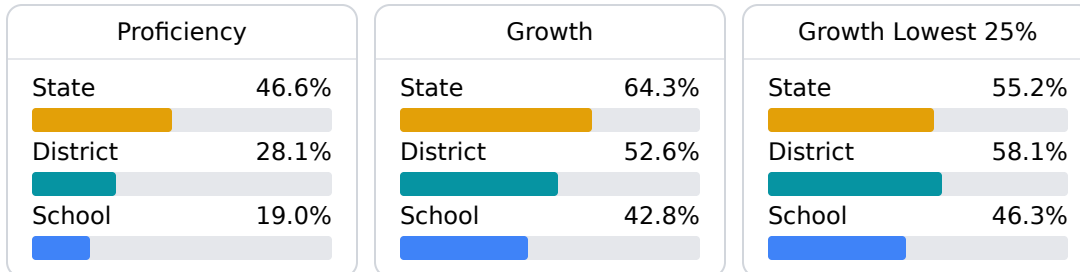 Proficiency
State 46.6%
District 28.1%
School 19.0%
Growth
State 64.3%
District 52.6%
School 42.8%
Growth Lowest 25%
State 55.2%
District 58.1%
School 46.3%